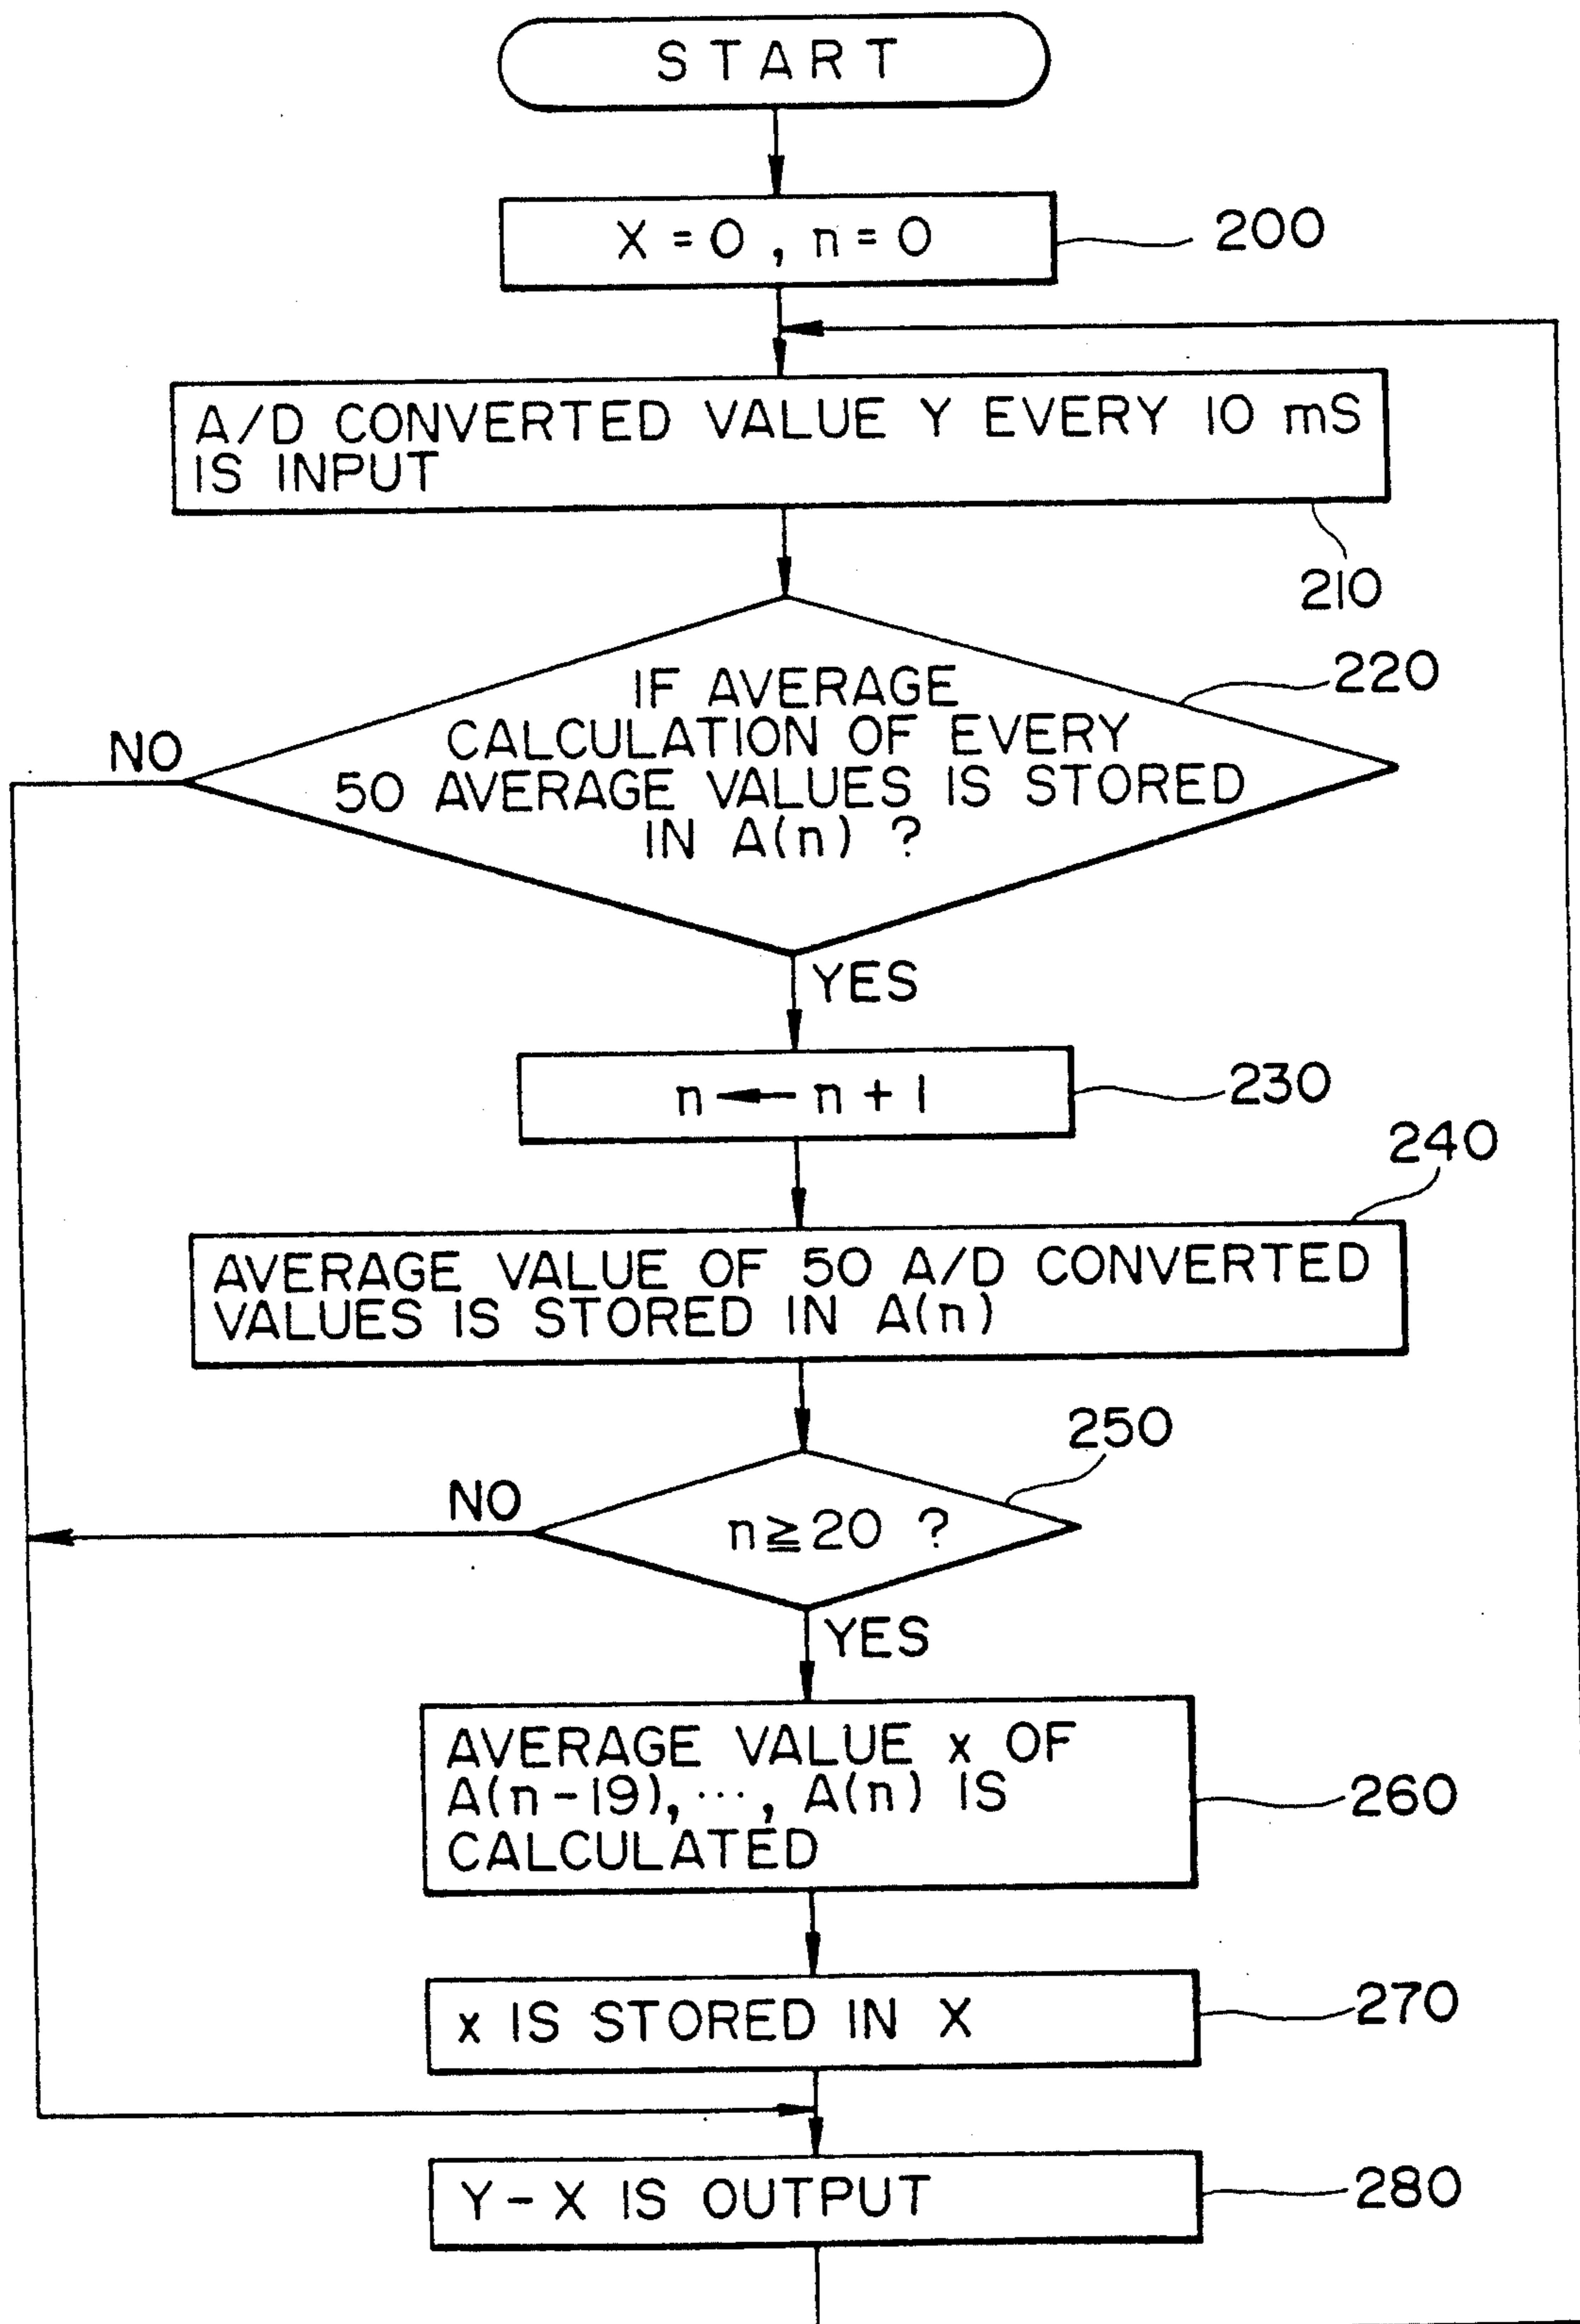 START
X = 0 , n = 0
200
A/D CONVERTED VALUE Y EVERY 10 mS
IS INPUT
210
220
IF AVERAGE
CALCULATION OF EVERY
50 AVERAGE VALUES IS STORED
IN A(n) ?
NO
YES
n ← n + 1
230
240
AVERAGE VALUE OF 50 A/D CONVERTED
VALUES IS STORED IN A(n)
250
NO
n ≧ 20 ?
YES
AVERAGE VALUE x OF
A(n-19), ···, A(n) IS
CALCULATED
260
x IS STORED IN X
270
Y - X IS OUTPUT
280